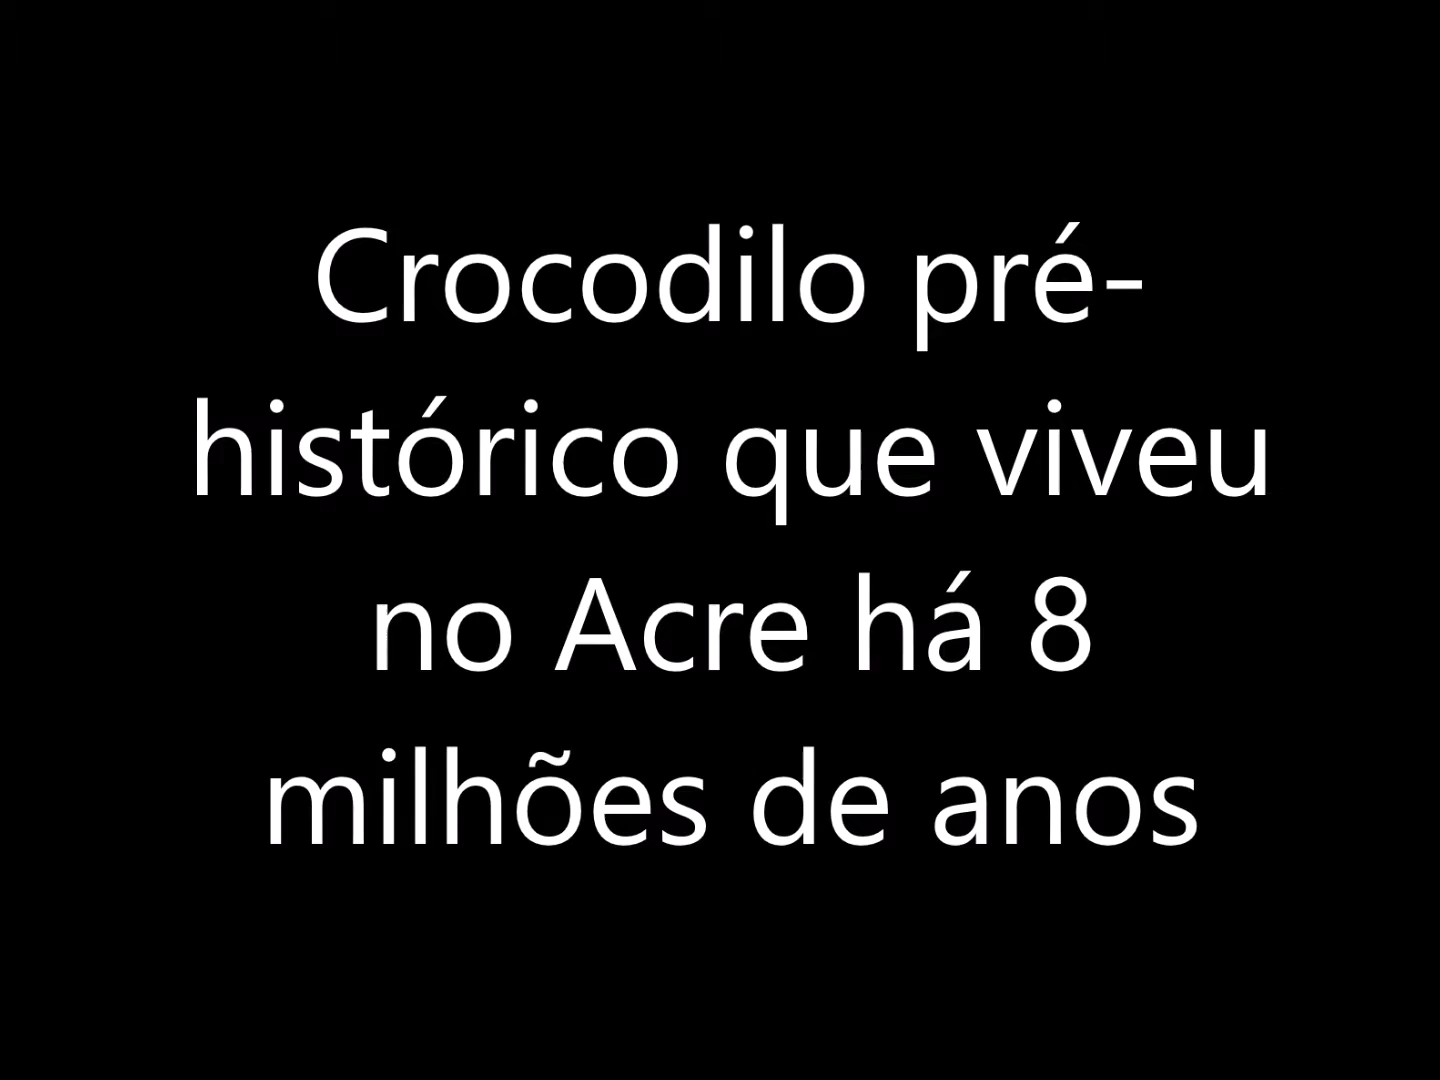 Crocodilo pré-
histórico que viveu
no Acre há 8
milhões de anos